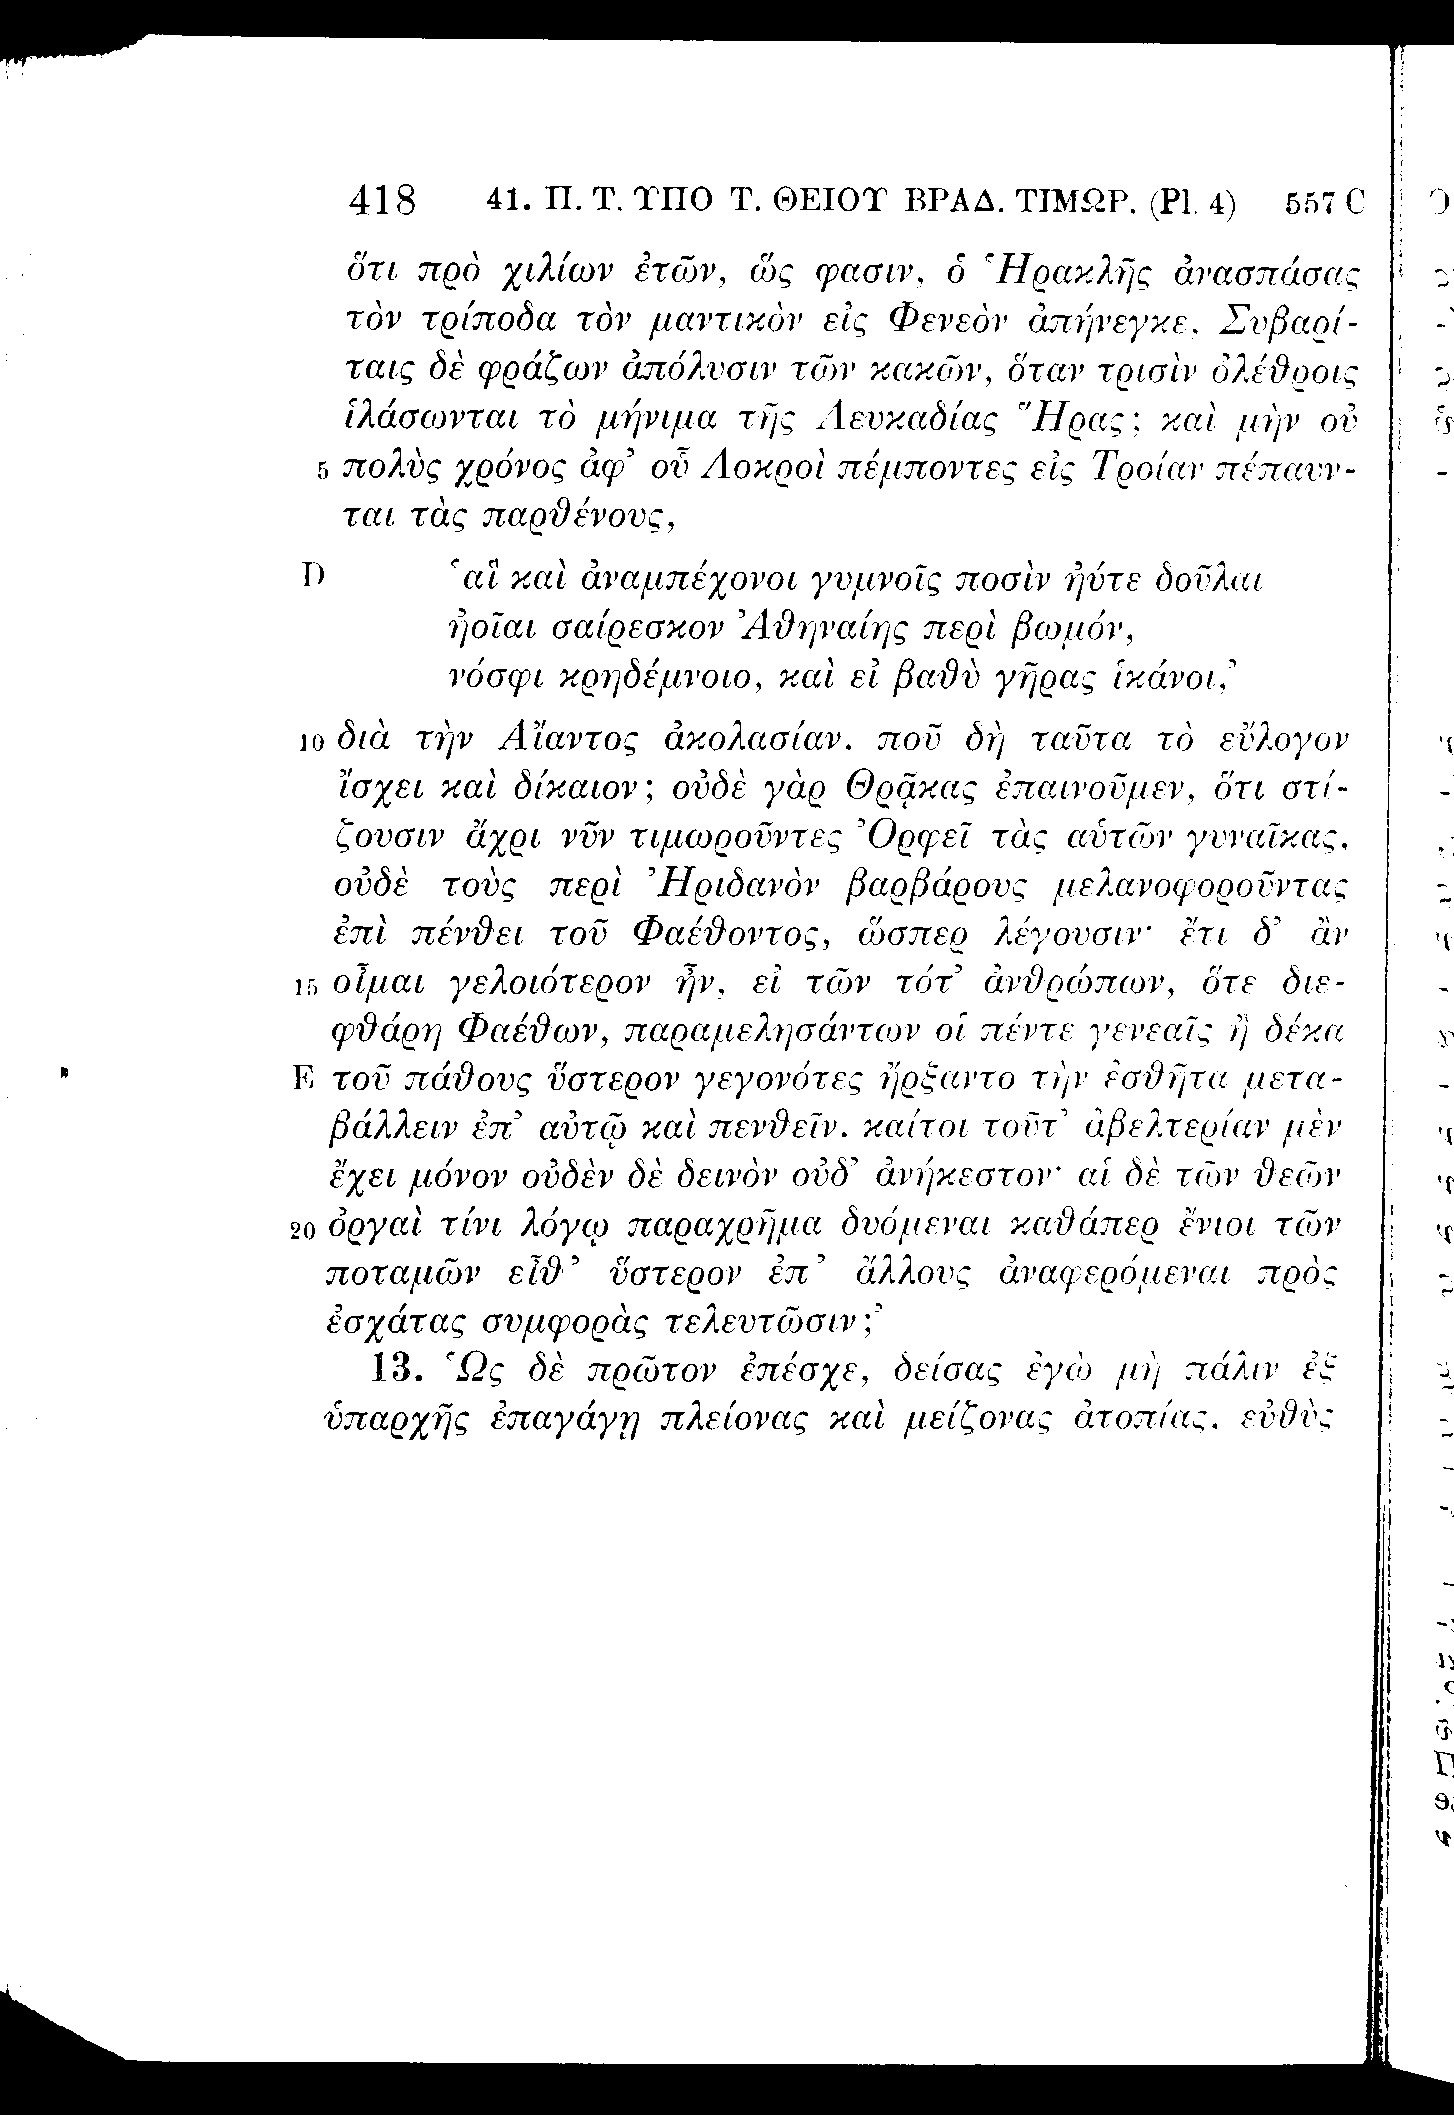 418 41. Π. Τ. ΥΠΟ Τ. ΘΕΙΟΥ ΒΡΑΔ. ΤΙΜΩΡ. (Pl. 4) 557 C
ὅτι πρὸ χιλίων ἐτῶν, ὥς φασιν, ὁ Ἡρακλῆς ἀνασπάσας
τὸν τρίποδα τὸν μαντικὸν εἰς Φενεὸν ἀπήνεγκε, Συβαρί-
ταις δὲ φράζων ἀπόλυσιν τῶν κακῶν, ὅταν τρισὶν ὀλέθροις
ἱλάσωνται τὸ μήνιμα τῆς Λευκαδίας Ἥρας; καὶ μὴν οὐ
5 πολὺς χρόνος ἀφ’ οὗ Λοκροὶ πέμποντες εἰς Τροίαν πέπαυν-
ται τὰς παρθένους,
D ‘αἳ καὶ ἀναμπέχονοι γυμνοῖς ποσὶν ἠύτε δοῦλαι
ἠοῖαι σαίρεσκον Ἀθηναίης περὶ βωμόν,
νόσφι κρηδέμνοιο, καὶ εἰ βαθὺ γῆρας ἱκάνοι,’
10 διὰ τὴν Αἴαντος ἀκολασίαν. ποῦ δὴ ταῦτα τὸ εὔλογον
ἴσχει καὶ δίκαιον; οὐδὲ γὰρ Θρᾷκας ἐπαινοῦμεν, ὅτι στί-
ζουσιν ἄχρι νῦν τιμωροῦντες Ὀρφεῖ τὰς αὑτῶν γυναῖκας,
οὐδὲ τοὺς περὶ Ἠριδανὸν βαρβάρους μελανοφοροῦντας
ἐπὶ πένθει τοῦ Φαέθοντος, ὥσπερ λέγουσιν· ἔτι δ’ ἂν
15 οἶμαι γελοιότερον ἦν, εἰ τῶν τότ’ ἀνθρώπων, ὅτε διε-
φθάρη Φαέθων, παραμελησάντων οἱ πέντε γενεαῖς ἢ δέκα
E τοῦ πάθους ὕστερον γεγονότες ἤρξαντο τὴν ἐσθῆτα μετα-
βάλλειν ἐπ’ αὐτῷ καὶ πενθεῖν. καίτοι τοῦτ’ ἀβελτερίαν μὲν
ἔχει μόνον οὐδὲν δὲ δεινὸν οὐδ’ ἀνήκεστον· αἱ δὲ τῶν θεῶν
20 ὀργαὶ τίνι λόγῳ παραχρῆμα δυόμεναι καθάπερ ἔνιοι τῶν
ποταμῶν εἶθ’ ὕστερον ἐπ’ ἄλλους ἀναφερόμεναι πρὸς
ἐσχάτας συμφορὰς τελευτῶσιν;’
13. Ὡς δὲ πρῶτον ἐπέσχε, δείσας ἐγὼ μὴ πάλιν ἐξ
ὑπαρχῆς ἐπαγάγῃ πλείονας καὶ μείζονας ἀτοπίας, εὐθὺς